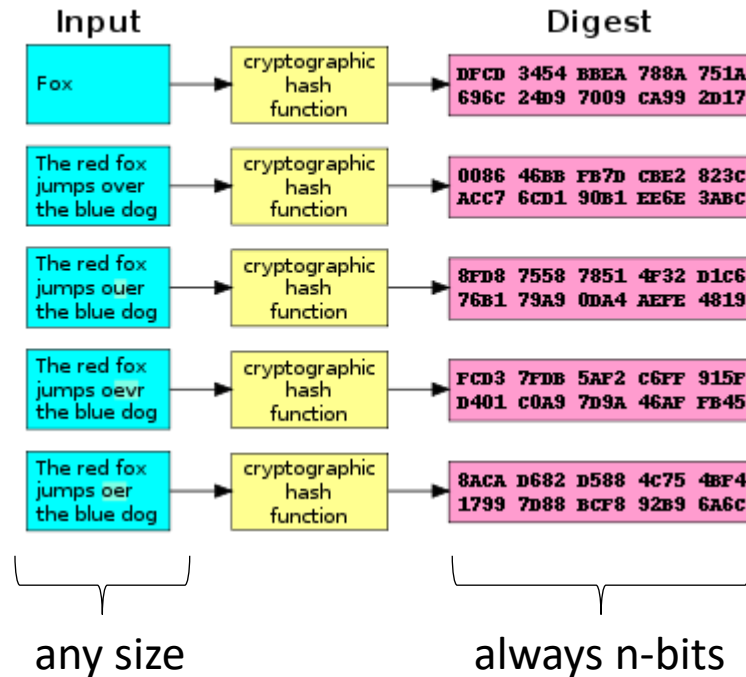 Input
Digest
Fox
cryptographic
hash
function
DFCD 3454 BBEA 788A 751A
696C 24D9 7009 CA99 2D17
The red fox
jumps over
the blue dog
cryptographic
hash
function
0086 46BB FB7D CBE2 823C
ACC7 6CD1 90B1 EE6E 3ABC
The red fox
jumps ouer
the blue dog
cryptographic
hash
function
8FD8 7558 7851 4F32 D1C6
76B1 79A9 0DA4 AEFE 4819
The red fox
jumps oevr
the blue dog
cryptographic
hash
function
FCD3 7FDB 5AF2 C6FF 915F
D401 C0A9 7D9A 46AF FB45
The red fox
jumps oer
the blue dog
cryptographic
hash
function
8ACA D682 D588 4C75 4BF4
1799 7D88 BCF8 92B9 6A6C
any size
always n-bits